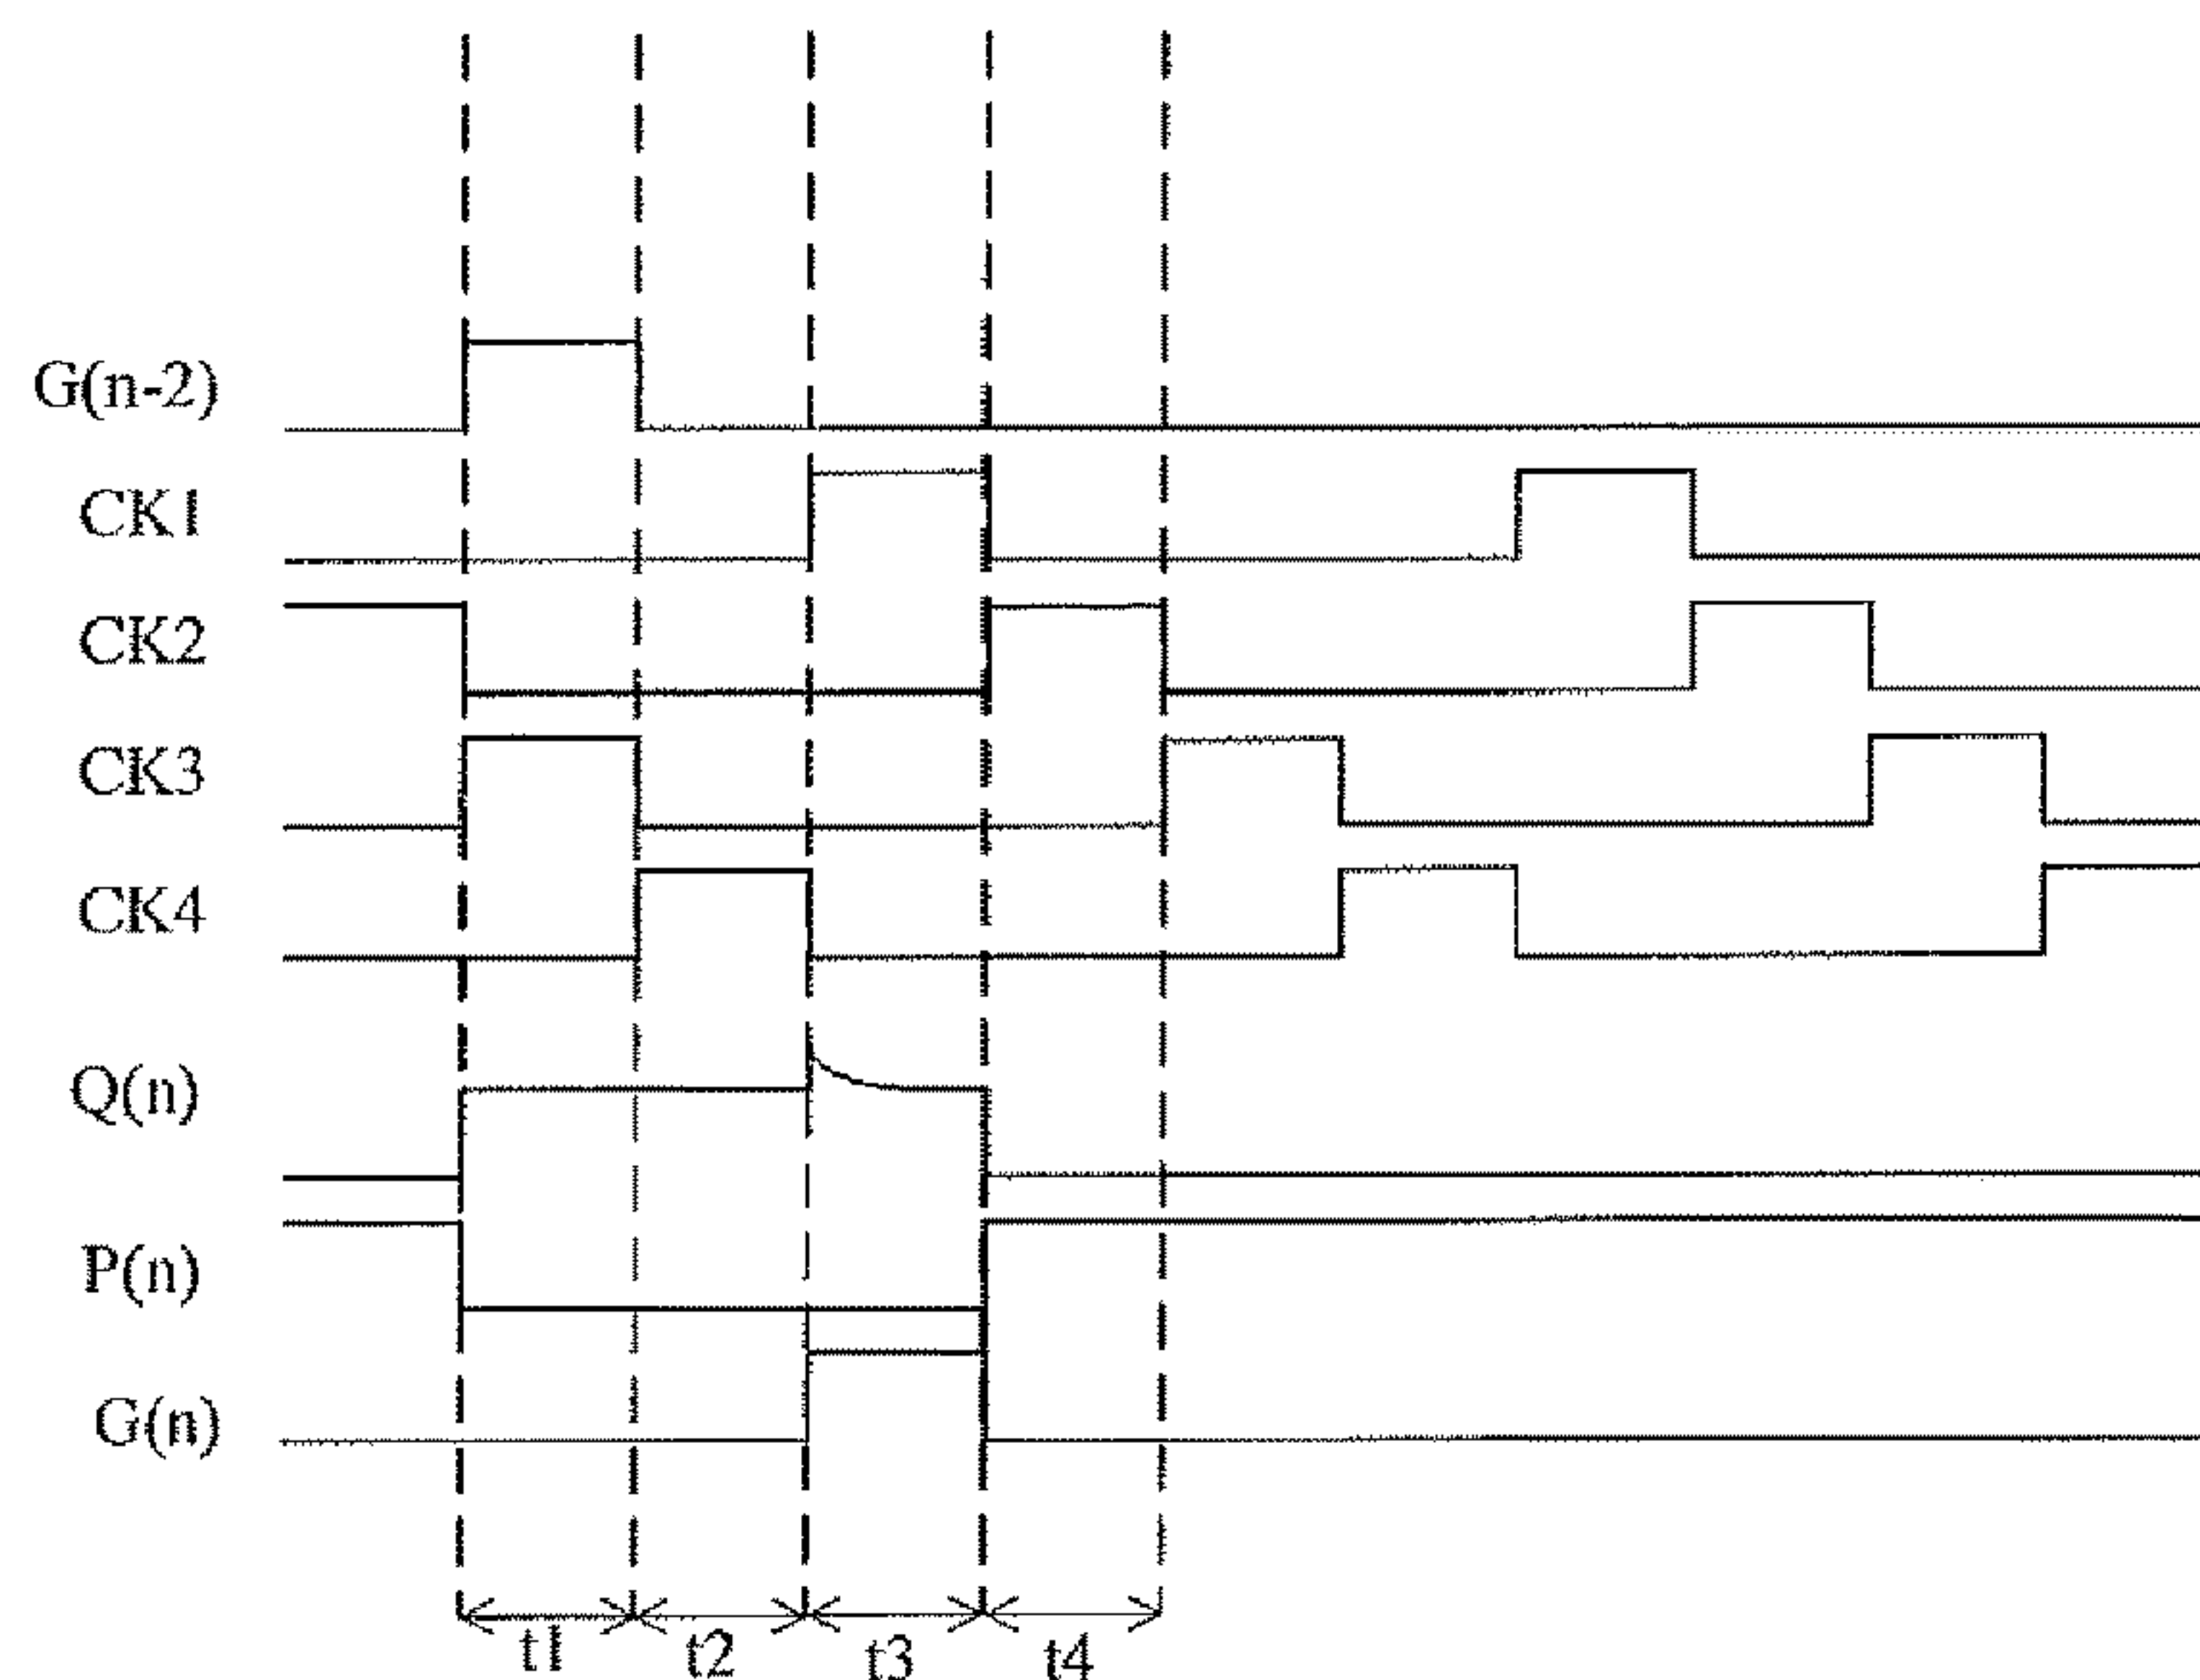 G(n-2)
CK1
CK2
CK3
CK4
Q(n)
P(n)
G(n)
t1 t2 t3 t4